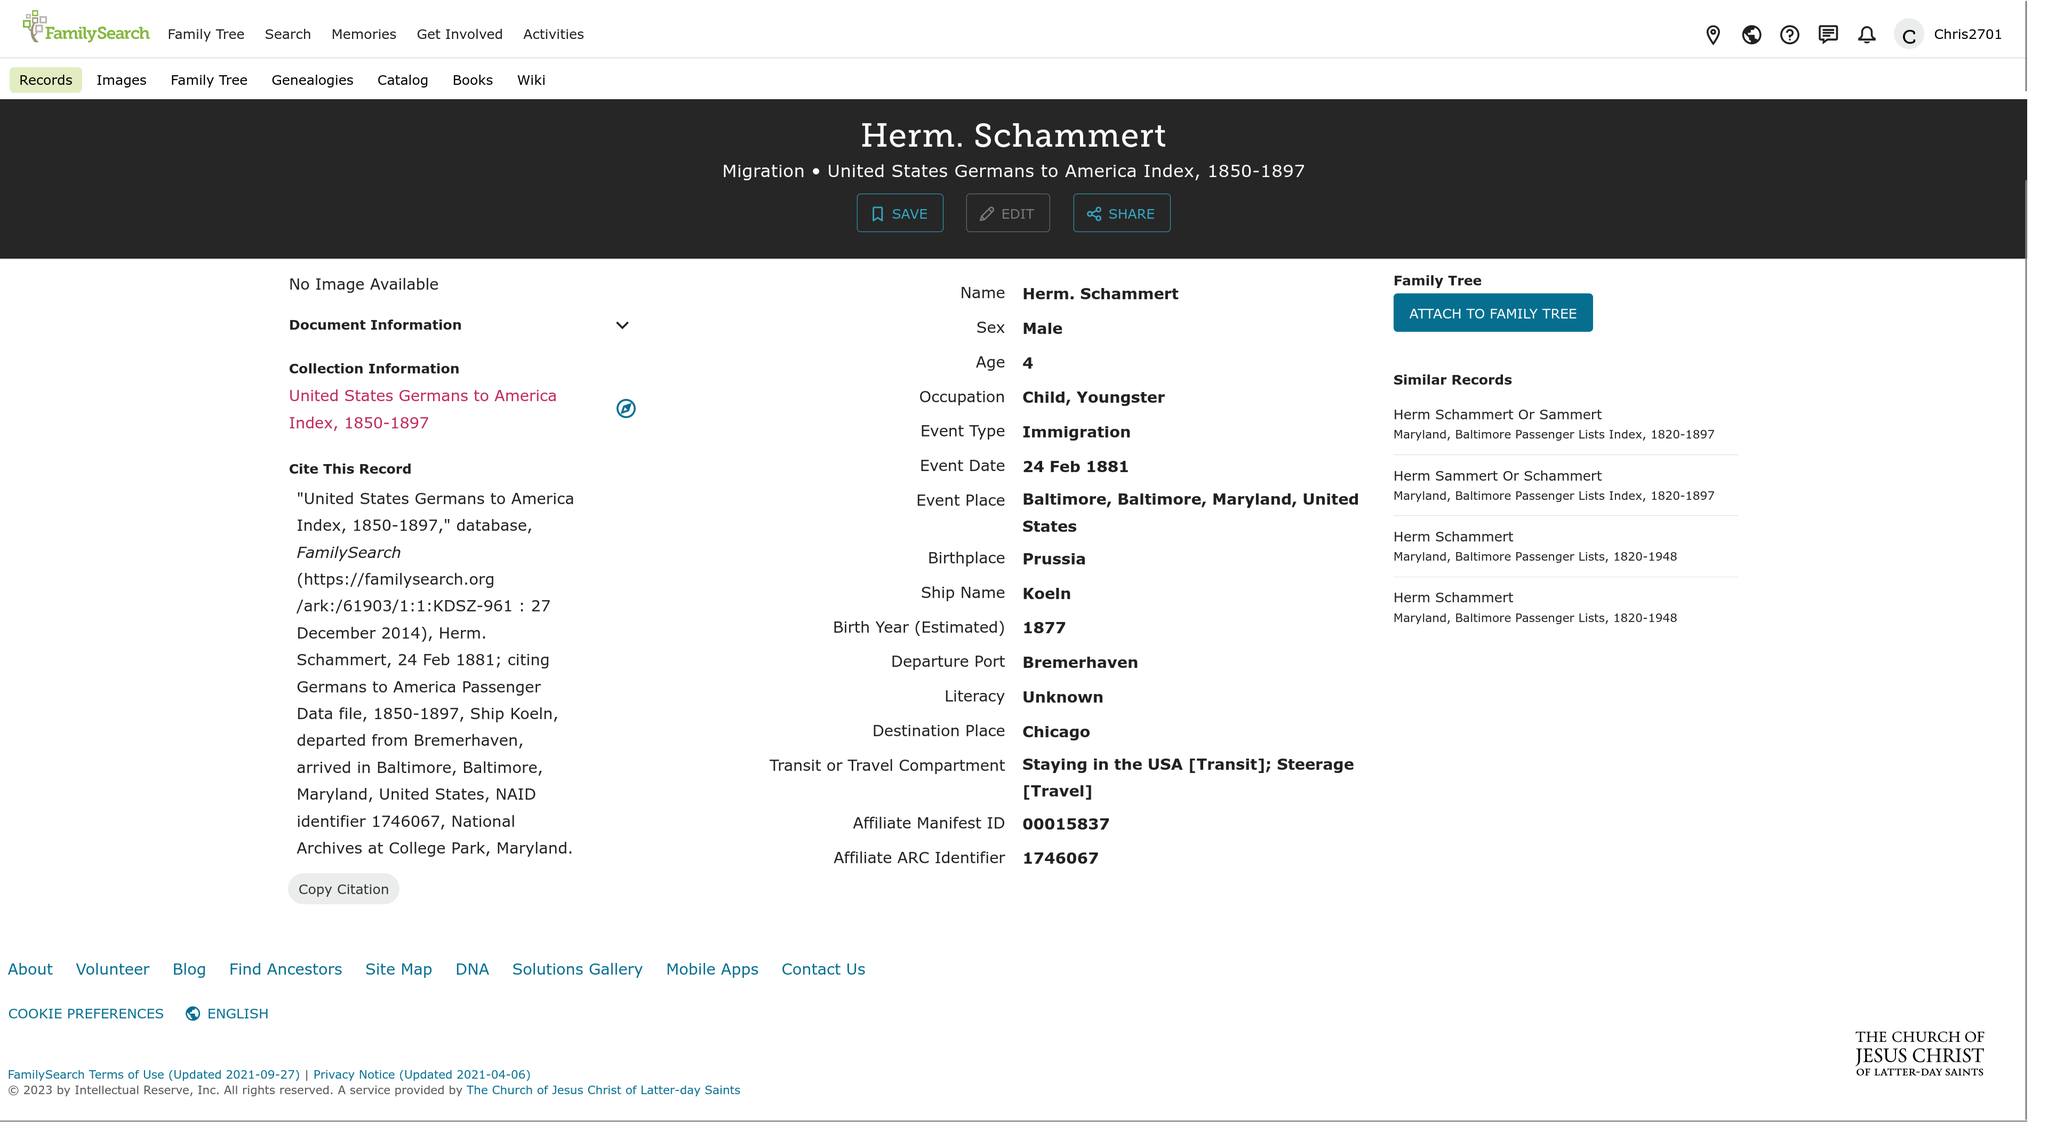 FamilySearch
Family Tree
Search
Memories
Get Involved
Activities
C
Chris2701
Records
Images
Family Tree
Genealogies
Catalog
Books
Wiki
Herm. Schammert
Migration • United States Germans to America Index, 1850-1897
SAVE
EDIT
SHARE
No Image Available
Document Information
Collection Information
United States Germans to America
Index, 1850-1897
Cite This Record
"United States Germans to America
Index, 1850-1897," database,
FamilySearch
(https://familysearch.org
/ark:/61903/1:1:KDSZ-961 : 27
December 2014), Herm.
Schammert, 24 Feb 1881; citing
Germans to America Passenger
Data file, 1850-1897, Ship Koeln,
departed from Bremerhaven,
arrived in Baltimore, Baltimore,
Maryland, United States, NAID
identifier 1746067, National
Archives at College Park, Maryland.
Copy Citation
Name Herm. Schammert
Sex Male
Age 4
Occupation Child, Youngster
Event Type Immigration
Event Date 24 Feb 1881
Event Place Baltimore, Baltimore, Maryland, United
States
Birthplace Prussia
Ship Name Koeln
Birth Year (Estimated) 1877
Departure Port Bremerhaven
Literacy Unknown
Destination Place Chicago
Transit or Travel Compartment Staying in the USA [Transit]; Steerage
[Travel]
Affiliate Manifest ID 00015837
Affiliate ARC Identifier 1746067
Family Tree
ATTACH TO FAMILY TREE
Similar Records
Herm Schammert Or Sammert
Maryland, Baltimore Passenger Lists Index, 1820-1897
Herm Sammert Or Schammert
Maryland, Baltimore Passenger Lists Index, 1820-1897
Herm Schammert
Maryland, Baltimore Passenger Lists, 1820-1948
Herm Schammert
Maryland, Baltimore Passenger Lists, 1820-1948
About
Volunteer
Blog
Find Ancestors
Site Map
DNA
Solutions Gallery
Mobile Apps
Contact Us
COOKIE PREFERENCES
ENGLISH
THE CHURCH OF
JESUS CHRIST
OF LATTER-DAY SAINTS
FamilySearch Terms of Use (Updated 2021-09-27) | Privacy Notice (Updated 2021-04-06)
© 2023 by Intellectual Reserve, Inc. All rights reserved. A service provided by The Church of Jesus Christ of Latter-day Saints